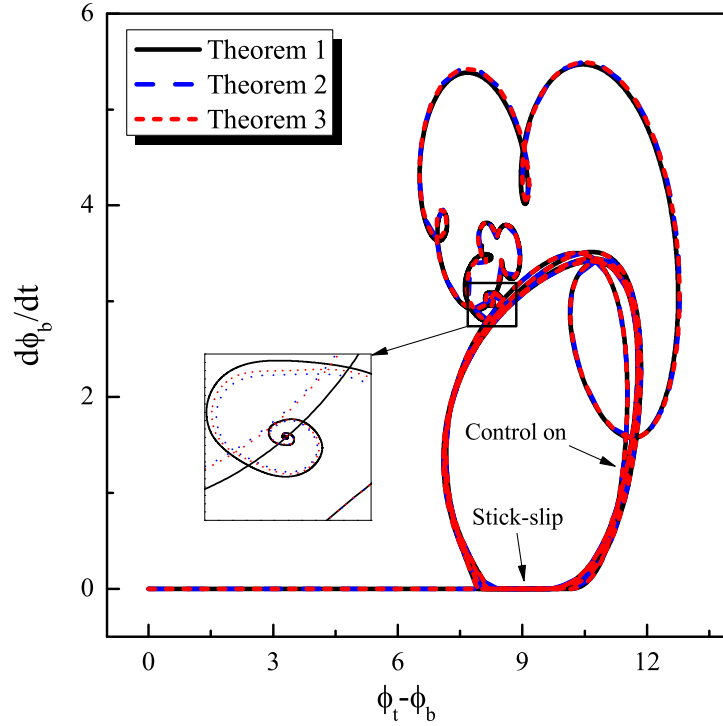 6
4
2
0
dϕb/dt
Theorem 1
Theorem 2
Theorem 3
Control on
Stick-slip
0
3
6
9
12
ϕt-ϕb